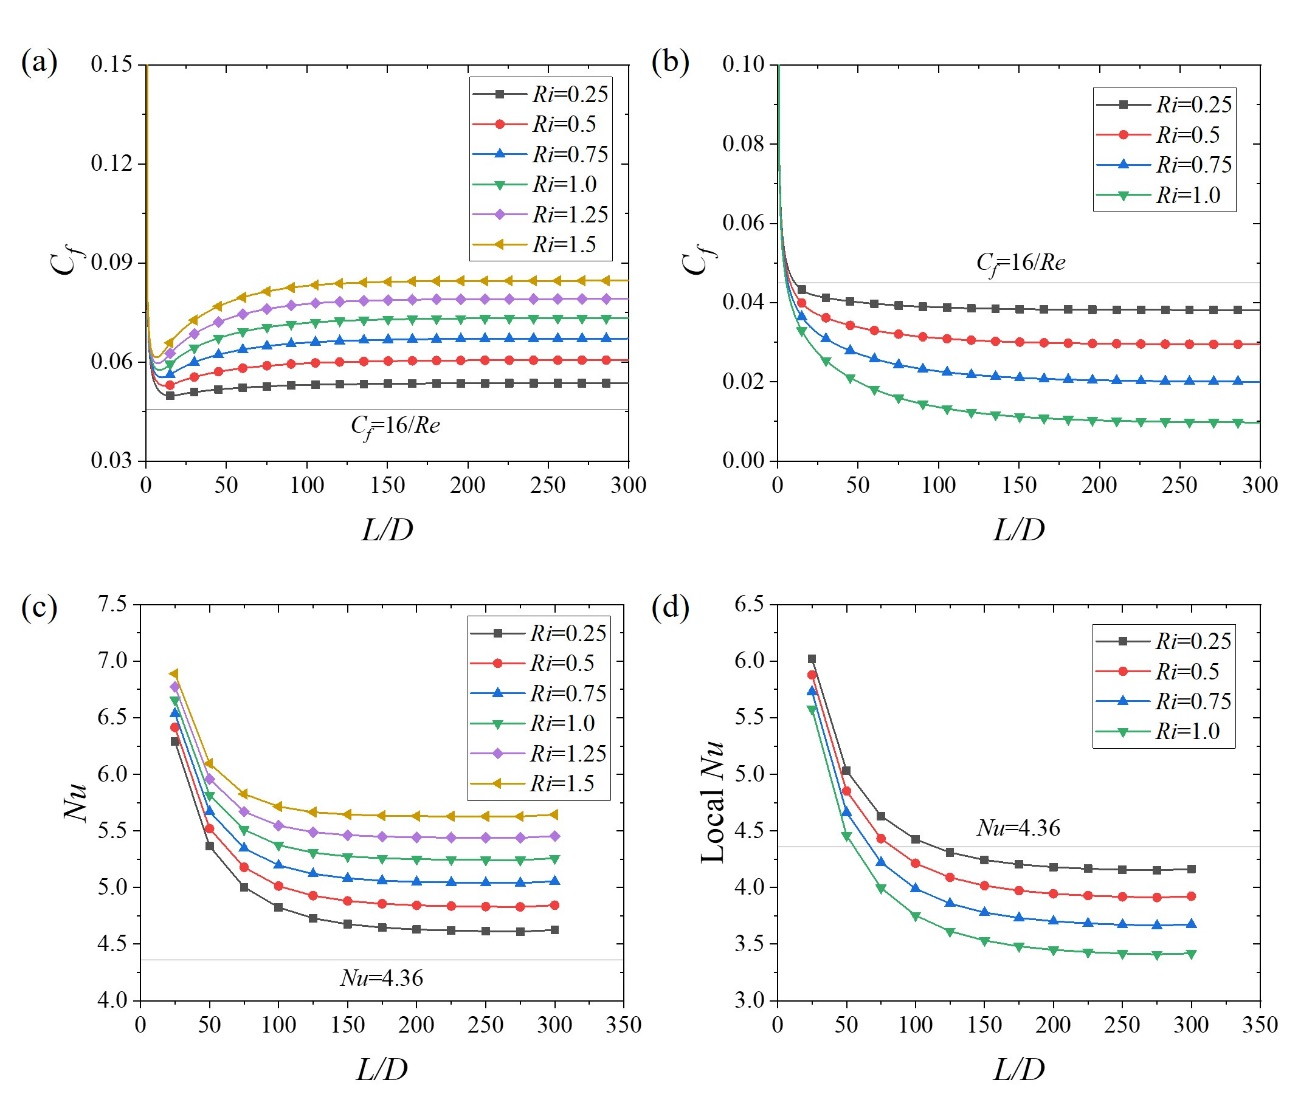 (a)
0.15
0.12
0.09
0.06
0.03
C_f
Ri=0.25
Ri=0.5
Ri=0.75
Ri=1.0
Ri=1.25
Ri=1.5
C_f=16/Re
0 50 100 150 200 250 300
L/D
(b)
0.10
0.08
0.06
0.04
0.02
0.00
C_f
Ri=0.25
Ri=0.5
Ri=0.75
Ri=1.0
C_f=16/Re
0 50 100 150 200 250 300
L/D
(c)
7.5
7.0
6.5
6.0
5.5
5.0
4.5
4.0
Nu
Ri=0.25
Ri=0.5
Ri=0.75
Ri=1.0
Ri=1.25
Ri=1.5
Nu=4.36
0 50 100 150 200 250 300 350
L/D
(d)
6.5
6.0
5.5
5.0
4.5
4.0
3.5
3.0
Local Nu
Ri=0.25
Ri=0.5
Ri=0.75
Ri=1.0
Nu=4.36
0 50 100 150 200 250 300 350
L/D